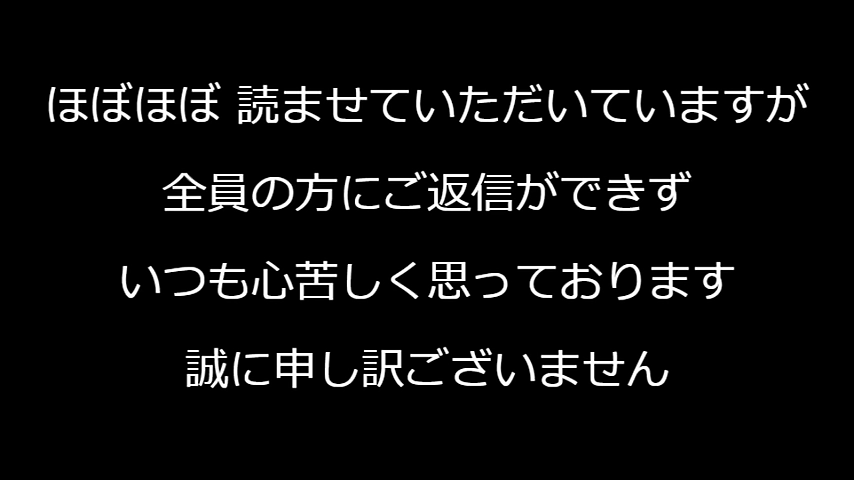 ほぼほぼ 読ませていただいていますが
全員の方にご返信ができず
いつも心苦しく思っております
誠に申し訳ございません